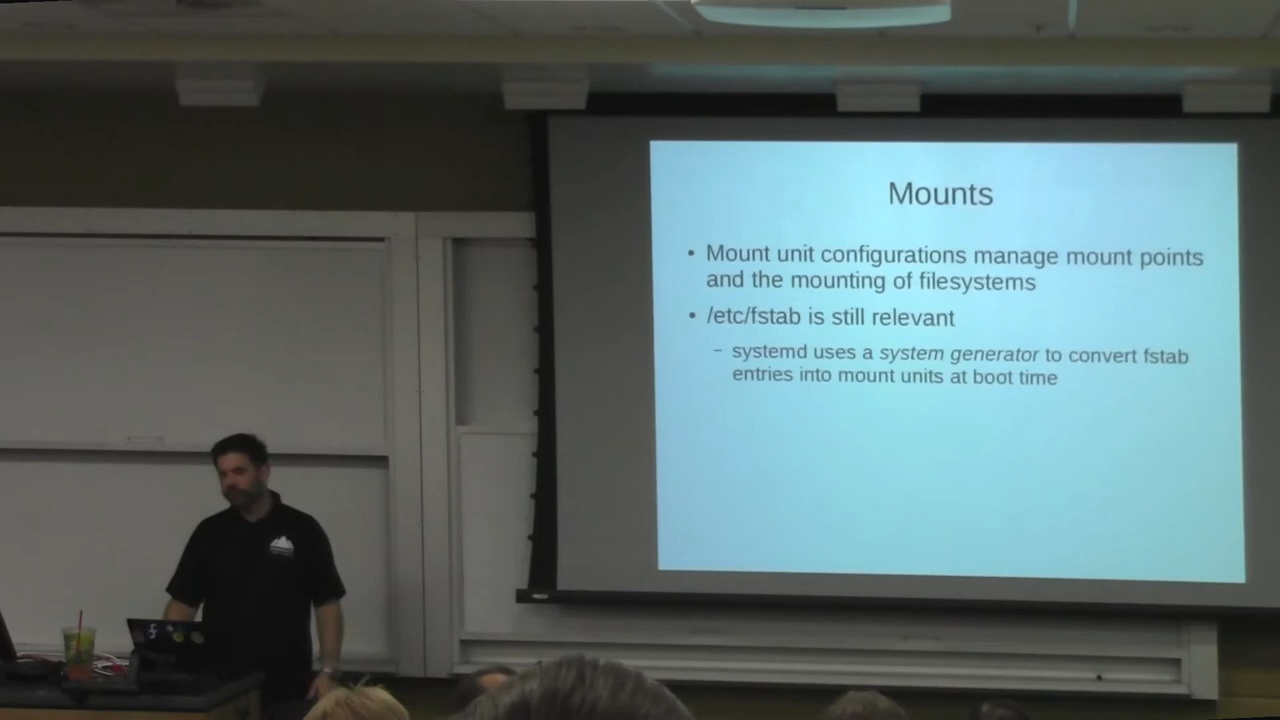 Mounts
• Mount unit configurations manage mount points
and the mounting of filesystems
• /etc/fstab is still relevant
– systemd uses a system generator to convert fstab
entries into mount units at boot time